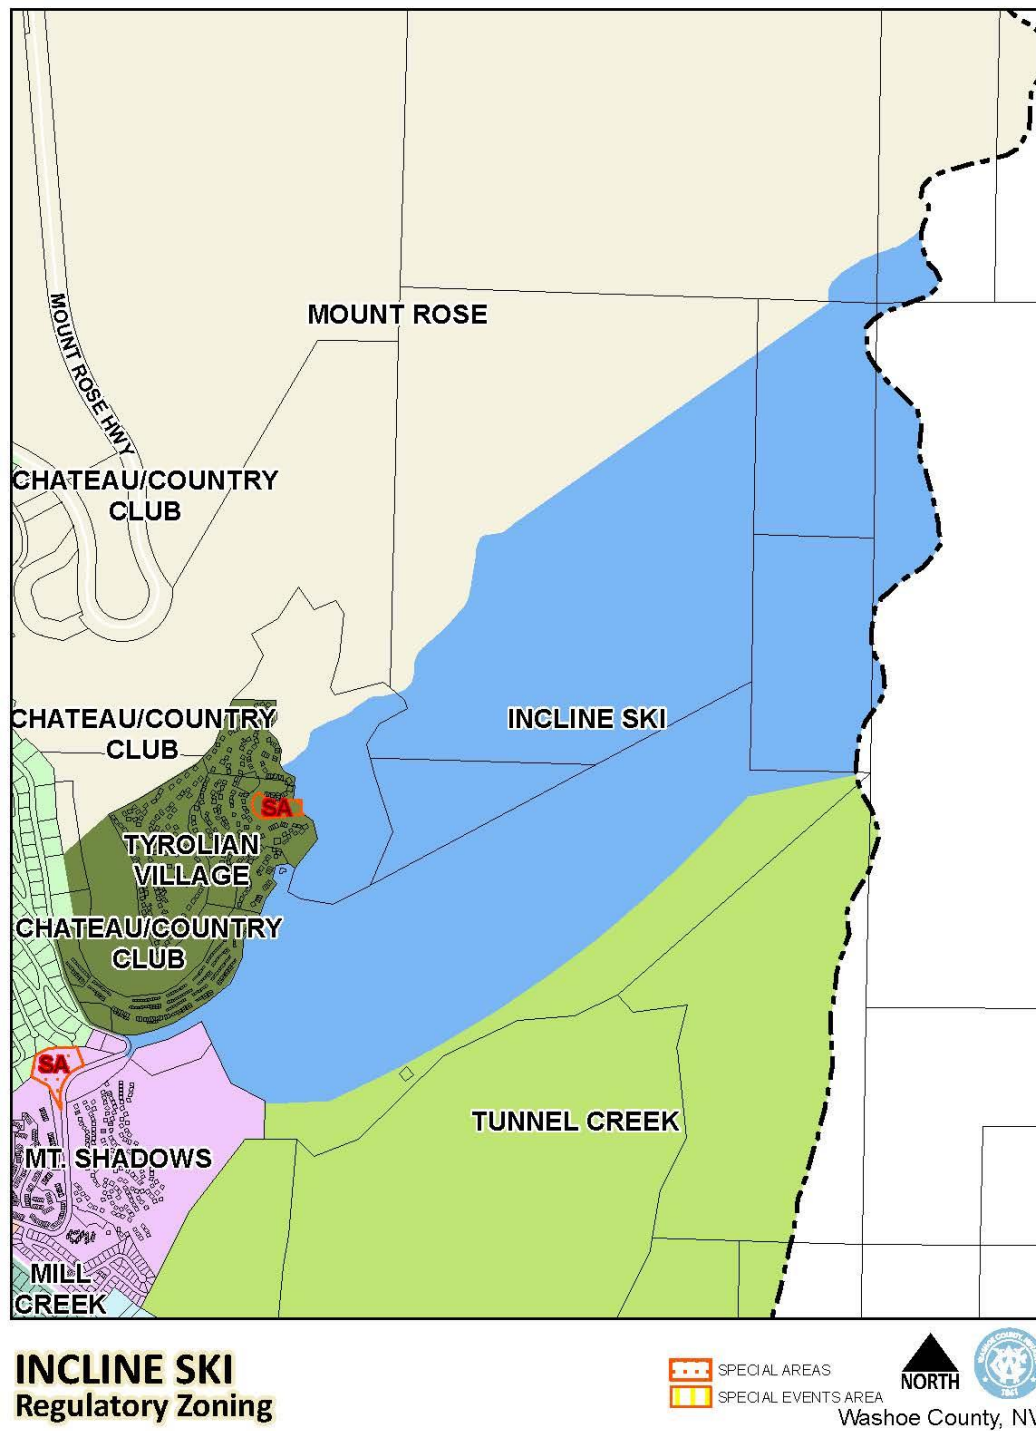 MOUNT ROSE
MOUNT ROSE HWY
CHATEAU/COUNTRY
CLUB
CHATEAU/COUNTRY
CLUB
INCLINE SKI
SA
TYROLIAN
VILLAGE
CHATEAU/COUNTRY
CLUB
SA
TUNNEL CREEK
MT. SHADOWS
MILL
CREEK
INCLINE SKI
Regulatory Zoning
SPECIAL AREAS
SPECIAL EVENTS AREA
NORTH
1861
Washoe County, NV